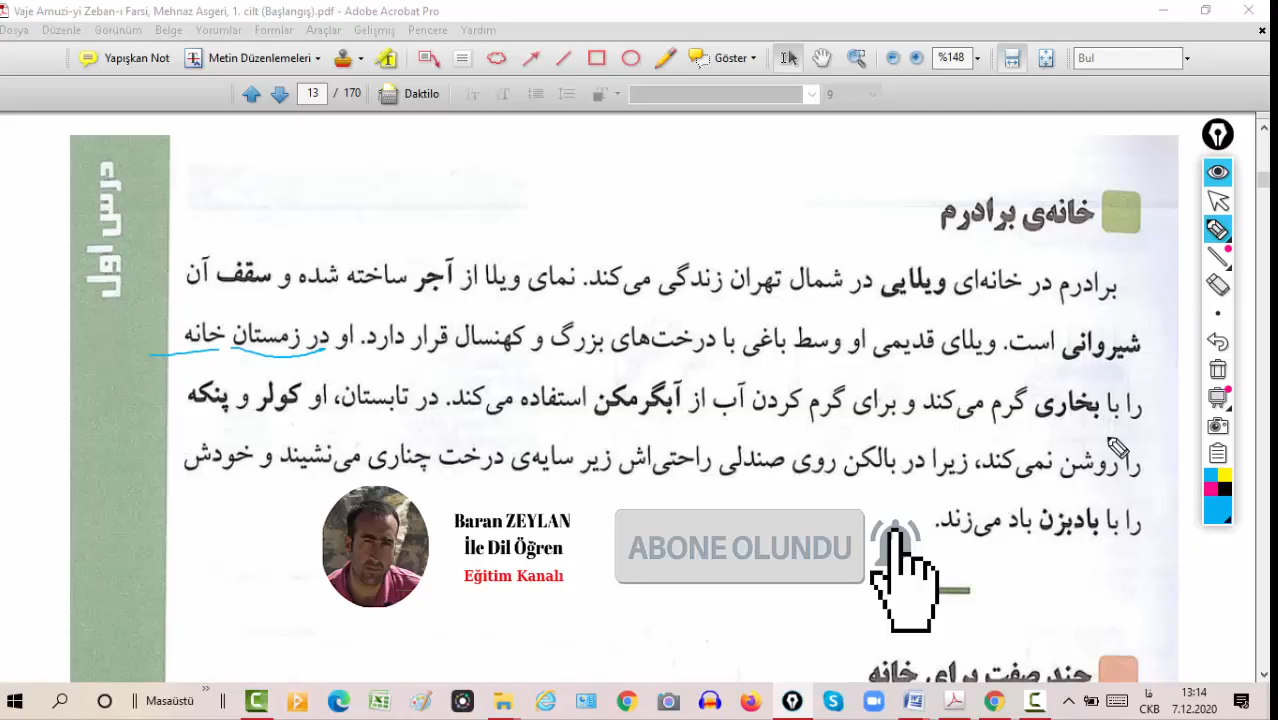 Vaje Amuzi-yi Zeban-ı Farsi, Mehnaz Asgeri, 1. cilt (Başlangış).pdf - Adobe Acrobat Pro
Dosya Düzenle Görünüm Belge Yorumlar Formlar Araçlar Gelişmiş Pencere Yardım
Yapışkan Not Metin Düzenlemeleri Göster %148 Bul
13 / 170 Daktilo 9
درس اول
خانه‌ی برادرم
برادرم در خانه‌ای ویلایی در شمال تهران زندگی می‌کند. نمای ویلا از آجر ساخته شده و سقف آن
شیروانی است. ویلای قدیمی او وسط باغی با درخت‌های بزرگ و کهنسال قرار دارد. او در زمستان خانه
را با بخاری گرم می‌کند و برای گرم کردن آب از آبگرمکن استفاده می‌کند. در تابستان، او کولر و پنکه
را روشن نمی‌کند، زیرا در بالکن روی صندلی راحتی‌اش زیر سایه‌ی درخت چناری می‌نشیند و خودش
را با بادبزن باد می‌زند.
Baran ZEYLAN
İle Dil Öğren
Eğitim Kanalı
ABONE OLUNDU
چند صفت برای خانه
Masaüstü
فا
CKB
13:14
7.12.2020